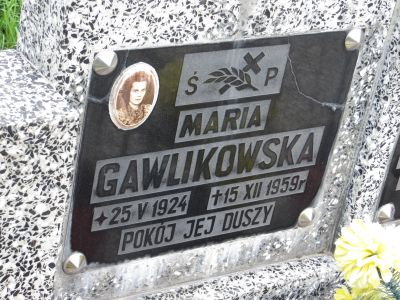 Ś P
MARIA
GAWLIKOWSKA
25 V 1924 15 XII 1959r
POKÓJ JEJ DUSZY